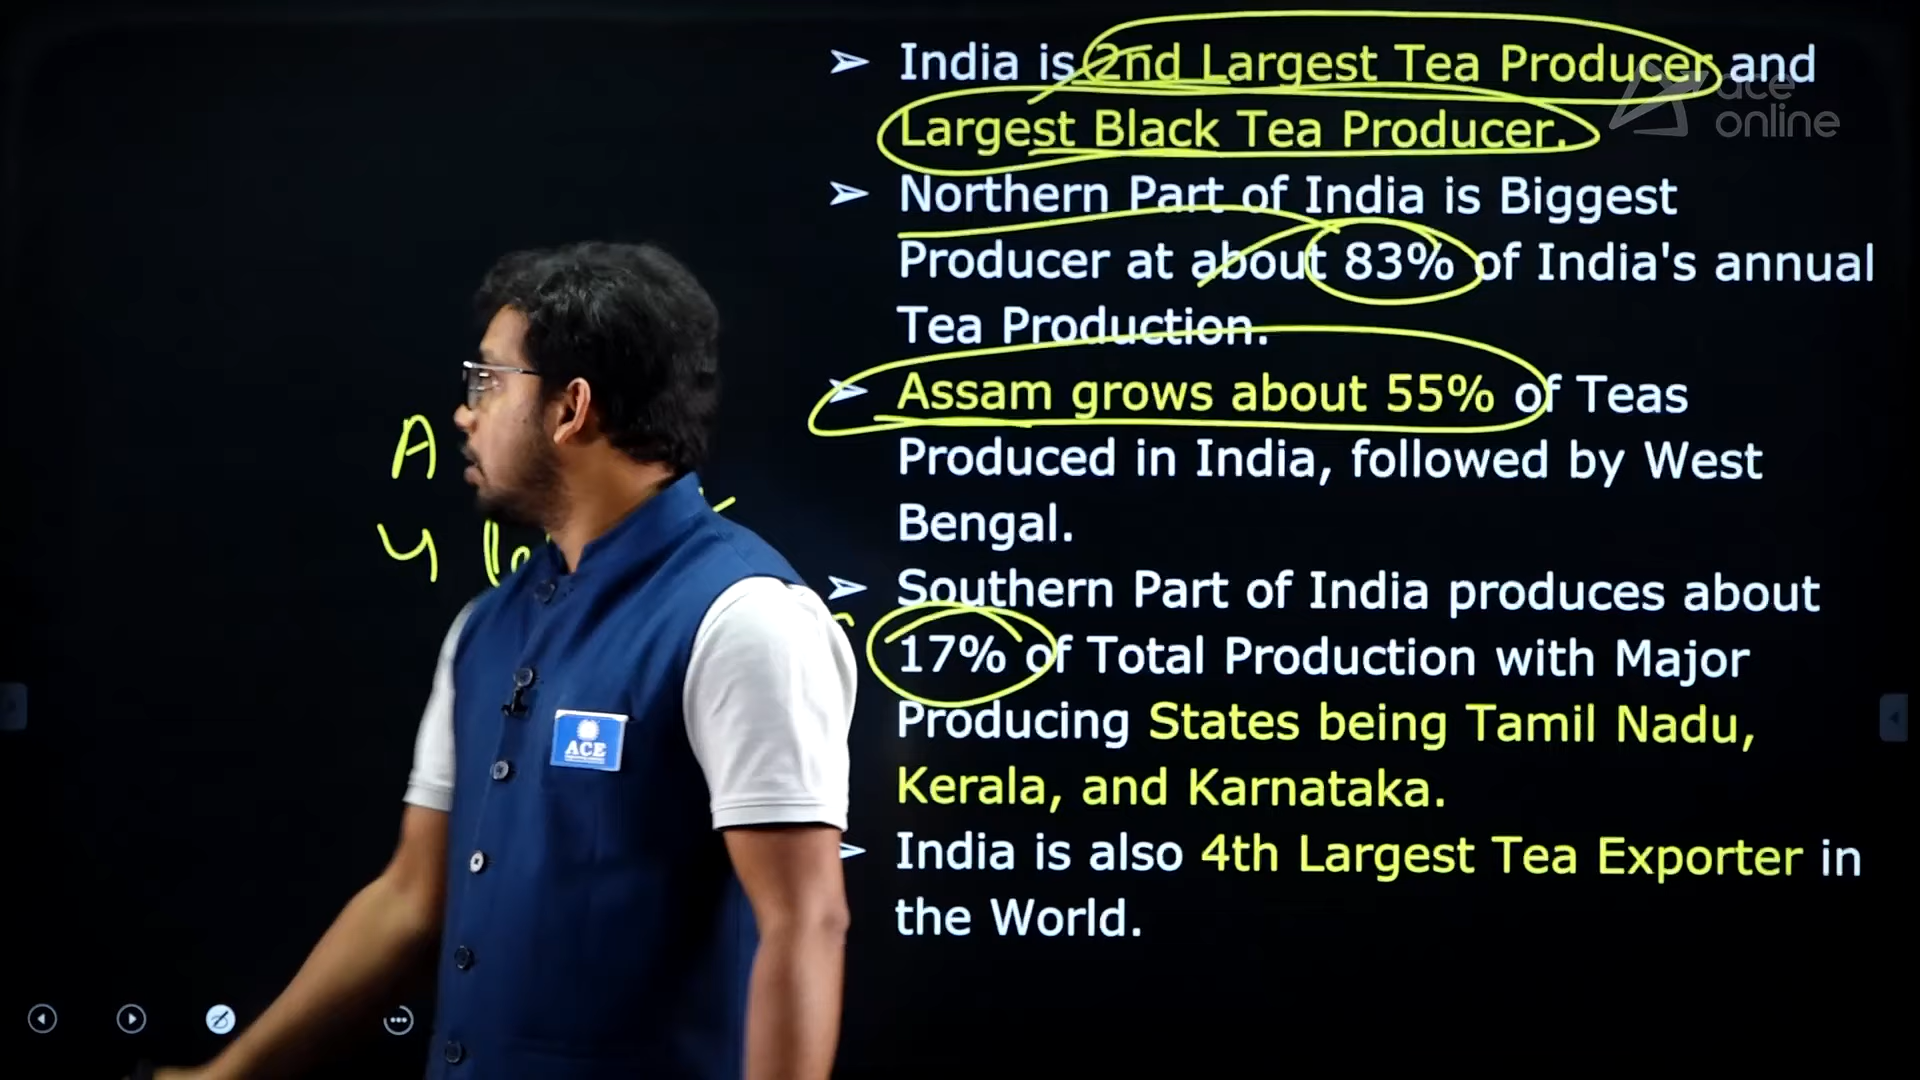 ➢ India is 2nd Largest Tea Producer and
Largest Black Tea Producer.
➢ Northern Part of India is Biggest
Producer at about 83% of India's annual
Tea Production.
➢ Assam grows about 55% of Teas
Produced in India, followed by West
Bengal.
➢ Southern Part of India produces about
17% of Total Production with Major
Producing States being Tamil Nadu,
Kerala, and Karnataka.
➢ India is also 4th Largest Tea Exporter in
the World.
ace
online
A
4
ACE